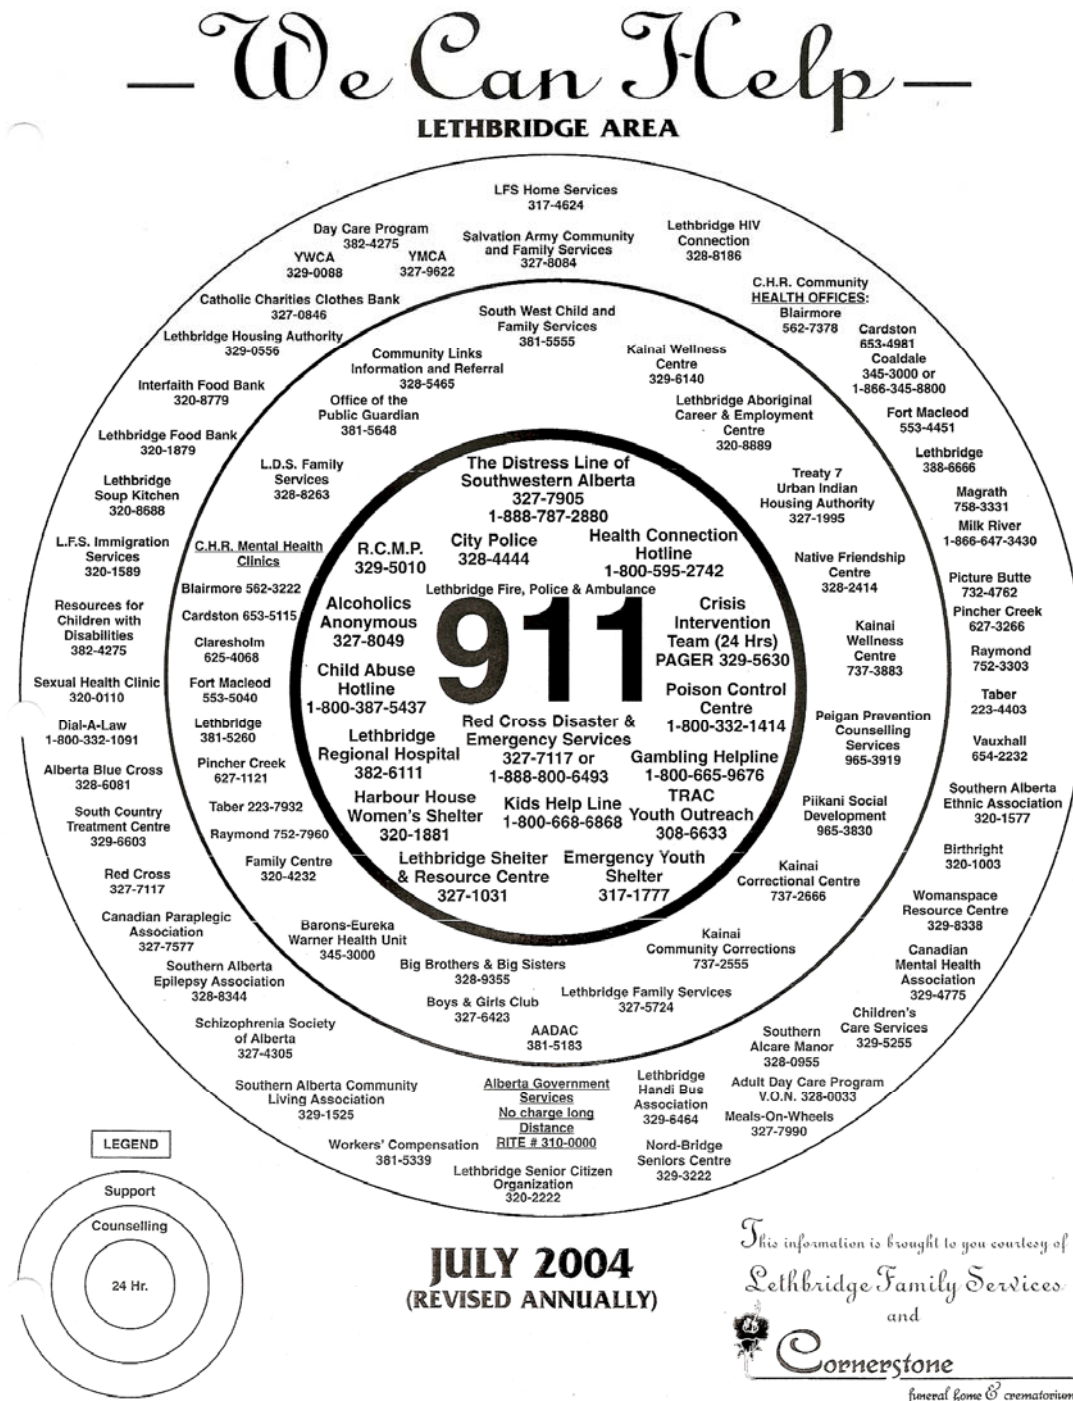 — We Can Help —
LETHBRIDGE AREA
LFS Home Services
317-4624
Day Care Program
382-4275
YWCA
329-0088
YMCA
327-9622
Salvation Army Community
and Family Services
327-8084
Lethbridge HIV
Connection
328-8186
Catholic Charities Clothes Bank
327-0846
Lethbridge Housing Authority
329-0556
Interfaith Food Bank
320-8779
Lethbridge Food Bank
320-1879
Lethbridge
Soup Kitchen
320-8688
L.F.S. Immigration
Services
320-1589
Resources for
Children with
Disabilities
382-4275
Sexual Health Clinic
320-0110
Dial-A-Law
1-800-332-1091
Alberta Blue Cross
328-6081
South Country
Treatment Centre
329-6603
Red Cross
327-7117
Canadian Paraplegic
Association
327-7577
Southern Alberta
Epilepsy Association
328-8344
Schizophrenia Society
of Alberta
327-4305
Southern Alberta Community
Living Association
329-1525
Workers' Compensation
381-5339
Alberta Government
Services
No charge long
Distance
RITE # 310-0000
Lethbridge Senior Citizen
Organization
320-2222
Lethbridge
Handi Bus
Association
329-6464
Nord-Bridge
Seniors Centre
329-3222
Meals-On-Wheels
327-7990
Adult Day Care Program
V.O.N. 328-0033
Southern
Alcare Manor
328-0955
Children's
Care Services
329-5255
Canadian
Mental Health
Association
329-4775
Womanspace
Resource Centre
329-8338
Birthright
320-1003
Southern Alberta
Ethnic Association
320-1577
C.H.R. Community
HEALTH OFFICES:
Blairmore
562-7378
Cardston
653-4981
Coaldale
345-3000 or
1-866-345-8800
Fort Macleod
553-4451
Lethbridge
388-6666
Magrath
758-3331
Milk River
1-866-647-3430
Picture Butte
732-4762
Pincher Creek
627-3266
Raymond
752-3303
Taber
223-4403
Vauxhall
654-2232
South West Child and
Family Services
381-5555
Community Links
Information and Referral
328-5465
Office of the
Public Guardian
381-5648
L.D.S. Family
Services
328-8263
C.H.R. Mental Health
Clinics
Blairmore 562-3222
Cardston 653-5115
Claresholm
625-4068
Fort Macleod
553-5040
Lethbridge
381-5260
Pincher Creek
627-1121
Taber 223-7932
Raymond 752-7960
Family Centre
320-4232
Barons-Eureka
Warner Health Unit
345-3000
Big Brothers & Big Sisters
328-9355
Boys & Girls Club
327-6423
AADAC
381-5183
Lethbridge Family Services
327-5724
Kainai
Community Corrections
737-2555
Kainai
Correctional Centre
737-2666
Piikani Social
Development
965-3830
Peigan Prevention
Counselling
Services
965-3919
Kainai
Wellness
Centre
737-3883
Native Friendship
Centre
328-2414
Treaty 7
Urban Indian
Housing Authority
327-1995
Lethbridge Aboriginal
Career & Employment
Centre
320-8889
Kainai Wellness
Centre
329-6140
The Distress Line of
Southwestern Alberta
327-7905
1-888-787-2880
R.C.M.P.
329-5010
City Police
328-4444
Health Connection
Hotline
1-800-595-2742
Lethbridge Fire, Police & Ambulance
911
Alcoholics
Anonymous
327-8049
Crisis
Intervention
Team (24 Hrs)
PAGER 329-5630
Child Abuse
Hotline
1-800-387-5437
Poison Control
Centre
1-800-332-1414
Red Cross Disaster &
Emergency Services
327-7117 or
1-888-800-6493
Lethbridge
Regional Hospital
382-6111
Gambling Helpline
1-800-665-9676
Harbour House
Women's Shelter
320-1881
Kids Help Line
1-800-668-6868
TRAC
Youth Outreach
308-6633
Lethbridge Shelter
& Resource Centre
327-1031
Emergency Youth
Shelter
317-1777
LEGEND
Support
Counselling
24 Hr.
JULY 2004
(REVISED ANNUALLY)
This information is brought to you courtesy of
Lethbridge Family Services
and
Cornerstone
funeral home & crematorium